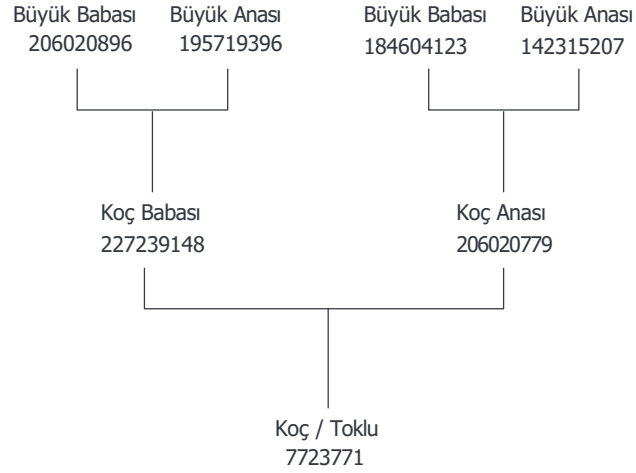 Büyük Babası Büyük Anası Büyük Babası Büyük Anası
206020896 195719396 184604123 142315207
Koç Babası Koç Anası
227239148 206020779
Koç / Toklu
7723771